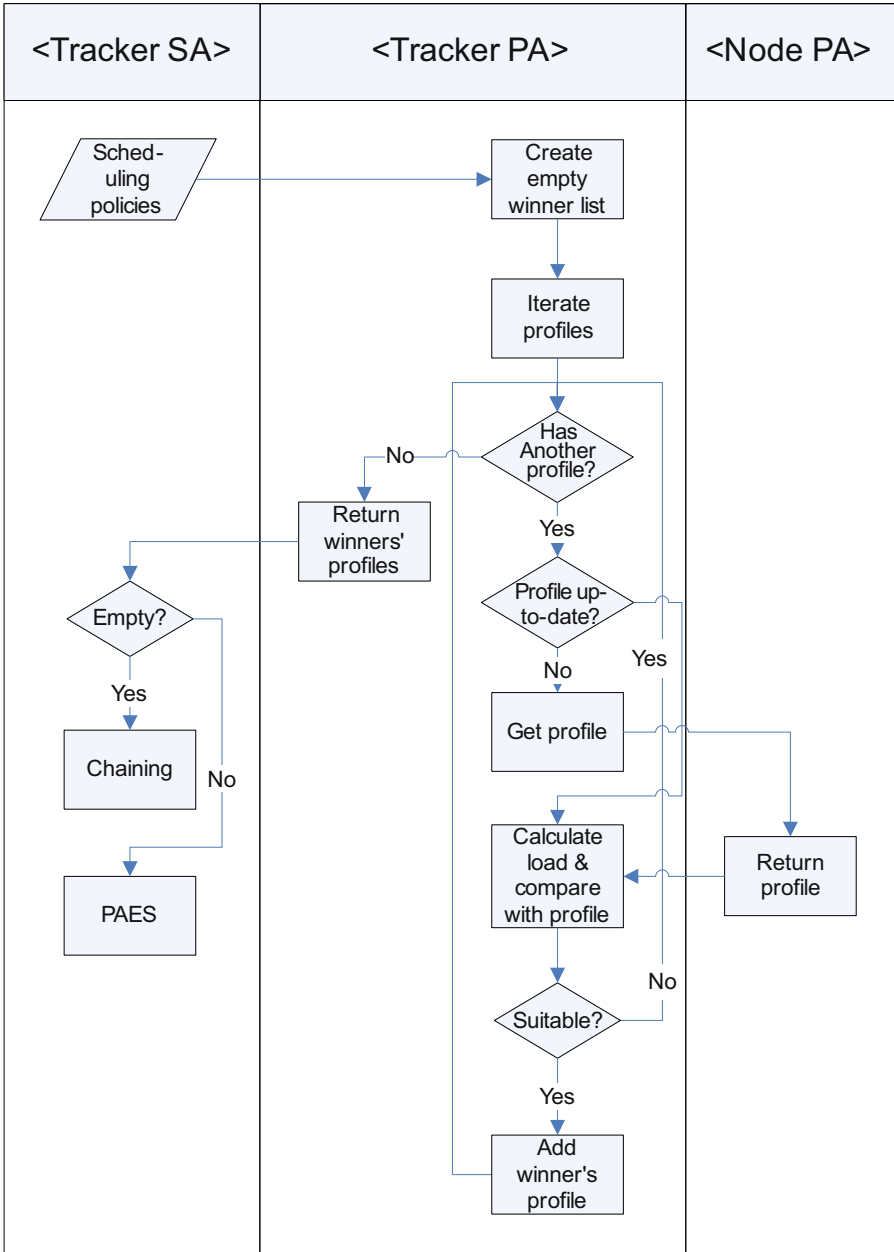 <Tracker SA>
<Tracker PA>
<Node PA>
Sched-
uling
policies
Create
empty
winner list
Iterate
profiles
Has
Another
profile?
No
Return
winners'
profiles
Yes
Profile up-
to-date?
Empty?
Yes
No
Yes
Get profile
Chaining
No
Calculate
load &
compare
with profile
Return
profile
PAES
No
Suitable?
Yes
Add
winner's
profile